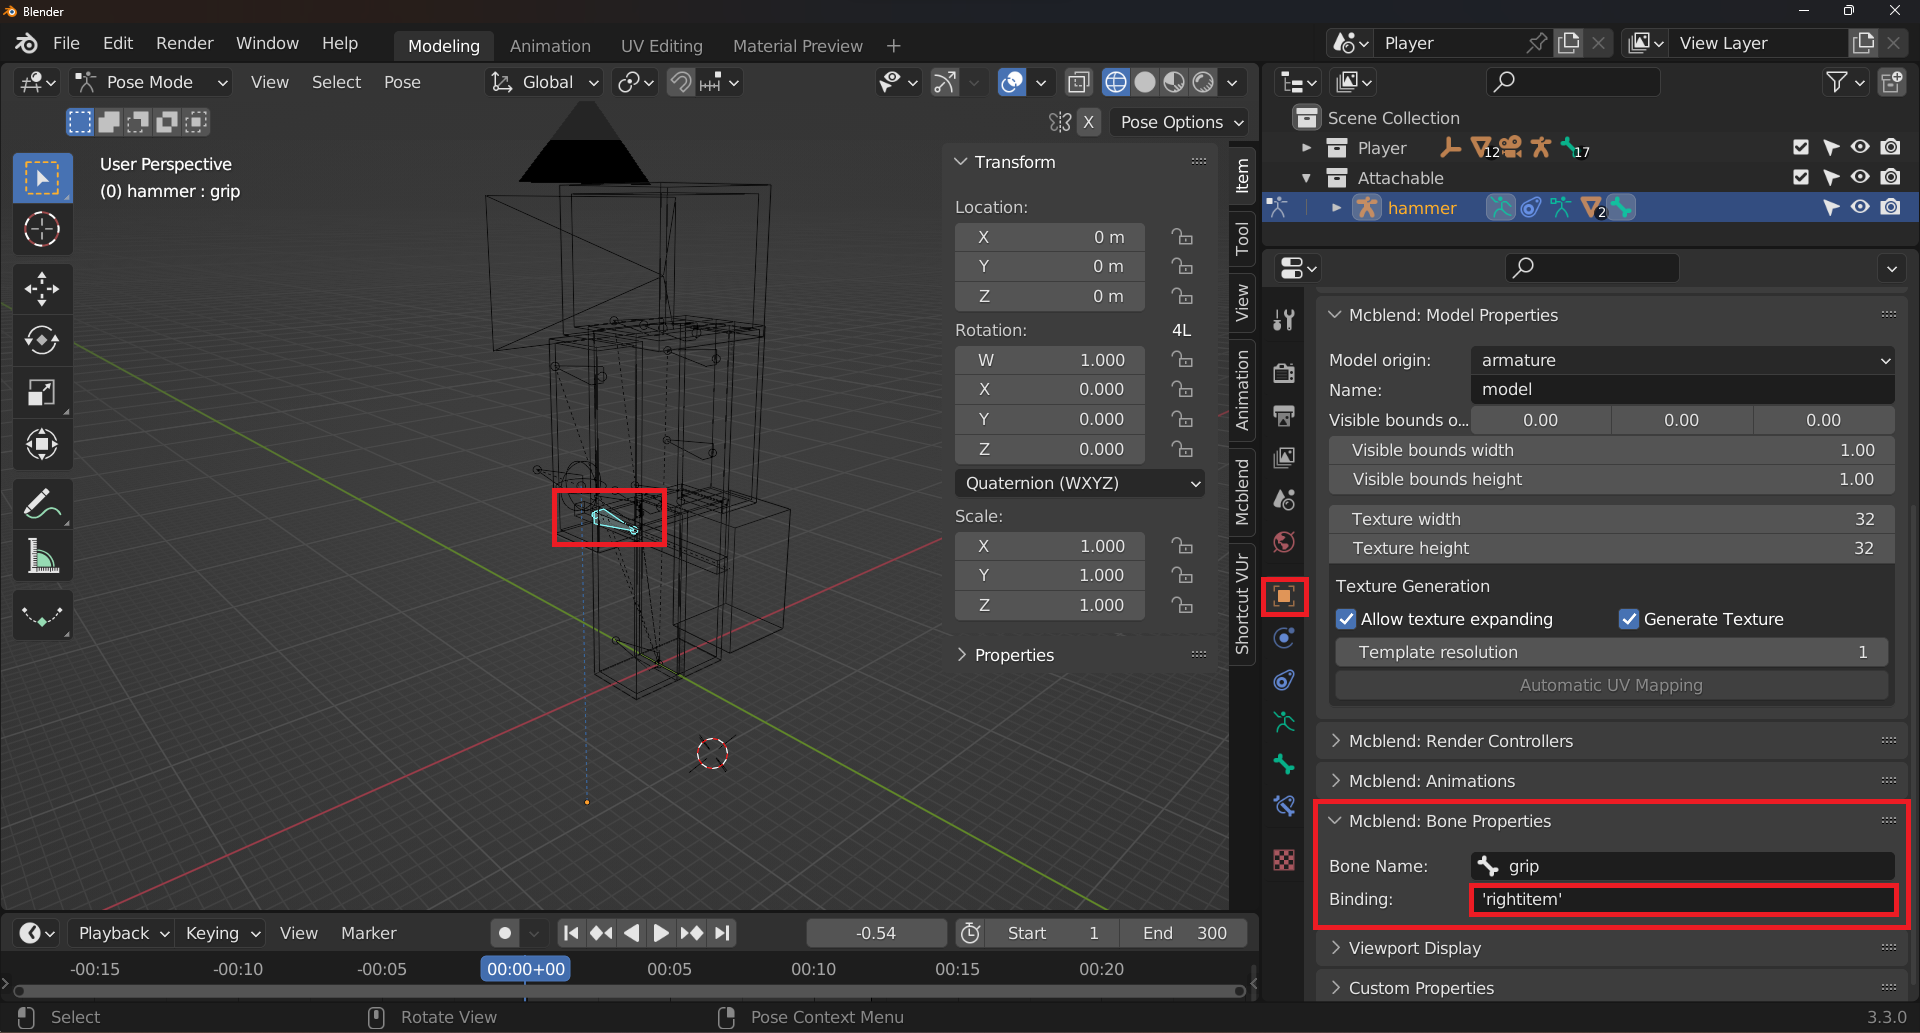 Blender
File Edit Render Window Help Modeling Animation UV Editing Material Preview + Player View Layer
Pose Mode View Select Pose Global
X Pose Options
User Perspective
(0) hammer : grip
Transform
Location:
X 0 m
Y 0 m
Z 0 m
Rotation: 4L
W 1.000
X 0.000
Y 0.000
Z 0.000
Quaternion (WXYZ)
Scale:
X 1.000
Y 1.000
Z 1.000
Properties
Item
Tool
View
Animation
Mcblend
Shortcut VUr
Scene Collection
Player 12 17
Attachable
hammer 2
Mcblend: Model Properties
Model origin: armature
Name: model
Visible bounds o... 0.00 0.00 0.00
Visible bounds width 1.00
Visible bounds height 1.00
Texture width 32
Texture height 32
Texture Generation
Allow texture expanding Generate Texture
Template resolution 1
Automatic UV Mapping
Mcblend: Render Controllers
Mcblend: Animations
Mcblend: Bone Properties
Bone Name: grip
Binding: 'rightitem'
Viewport Display
Custom Properties
Playback Keying View Marker -0.54 Start 1 End 300
-00:15 -00:10 -00:05 00:00+00 00:05 00:10 00:15 00:20
Select Rotate View Pose Context Menu 3.3.0